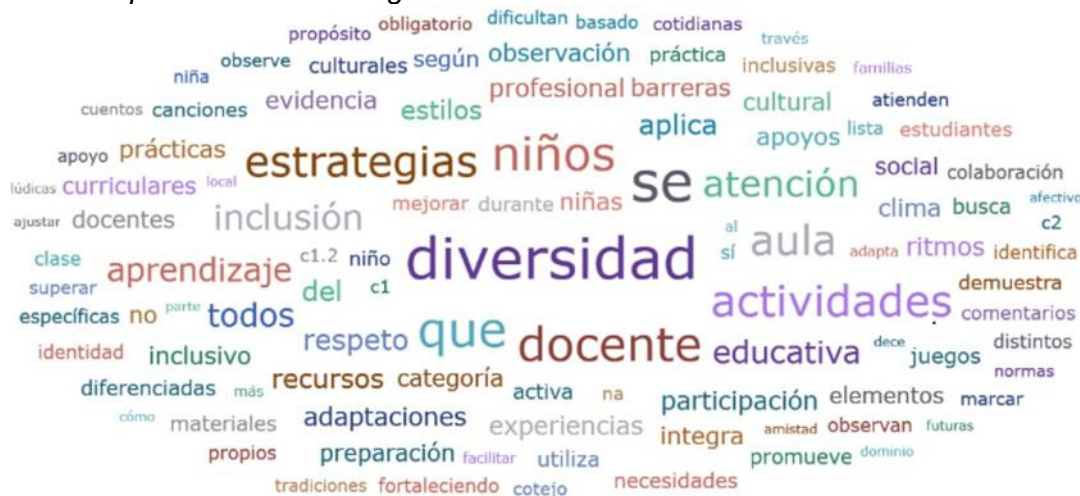 propósito obligatorio dificultan basado cotidianas
niña observe culturales según observación práctica través inclusivas familias
cuentos canciones evidencia estilos profesional barreras cultural atienden
apoyo prácticas estrategias niños aplica apoyos lista estudiantes
lúdicas curriculares local se atención social colaboración
ajustar docentes inclusión mejorar durante niñas clima busca afectivo c2
clase aprendizaje c1.2 niño diversidad al sí aula adapta ritmos identifica
superar del c1 actividades demuestra
específicas no parte todos respeto que docente comentarios
identidad inclusivo educativa dece juegos distintos normas
diferenciadas más recursos categoría activa na participación elementos marcar
cómo materiales adaptaciones experiencias integra amistad observan futuras
propios preparación facilitar utiliza promueve dominio
tradiciones fortaleciendo cotejo necesidades